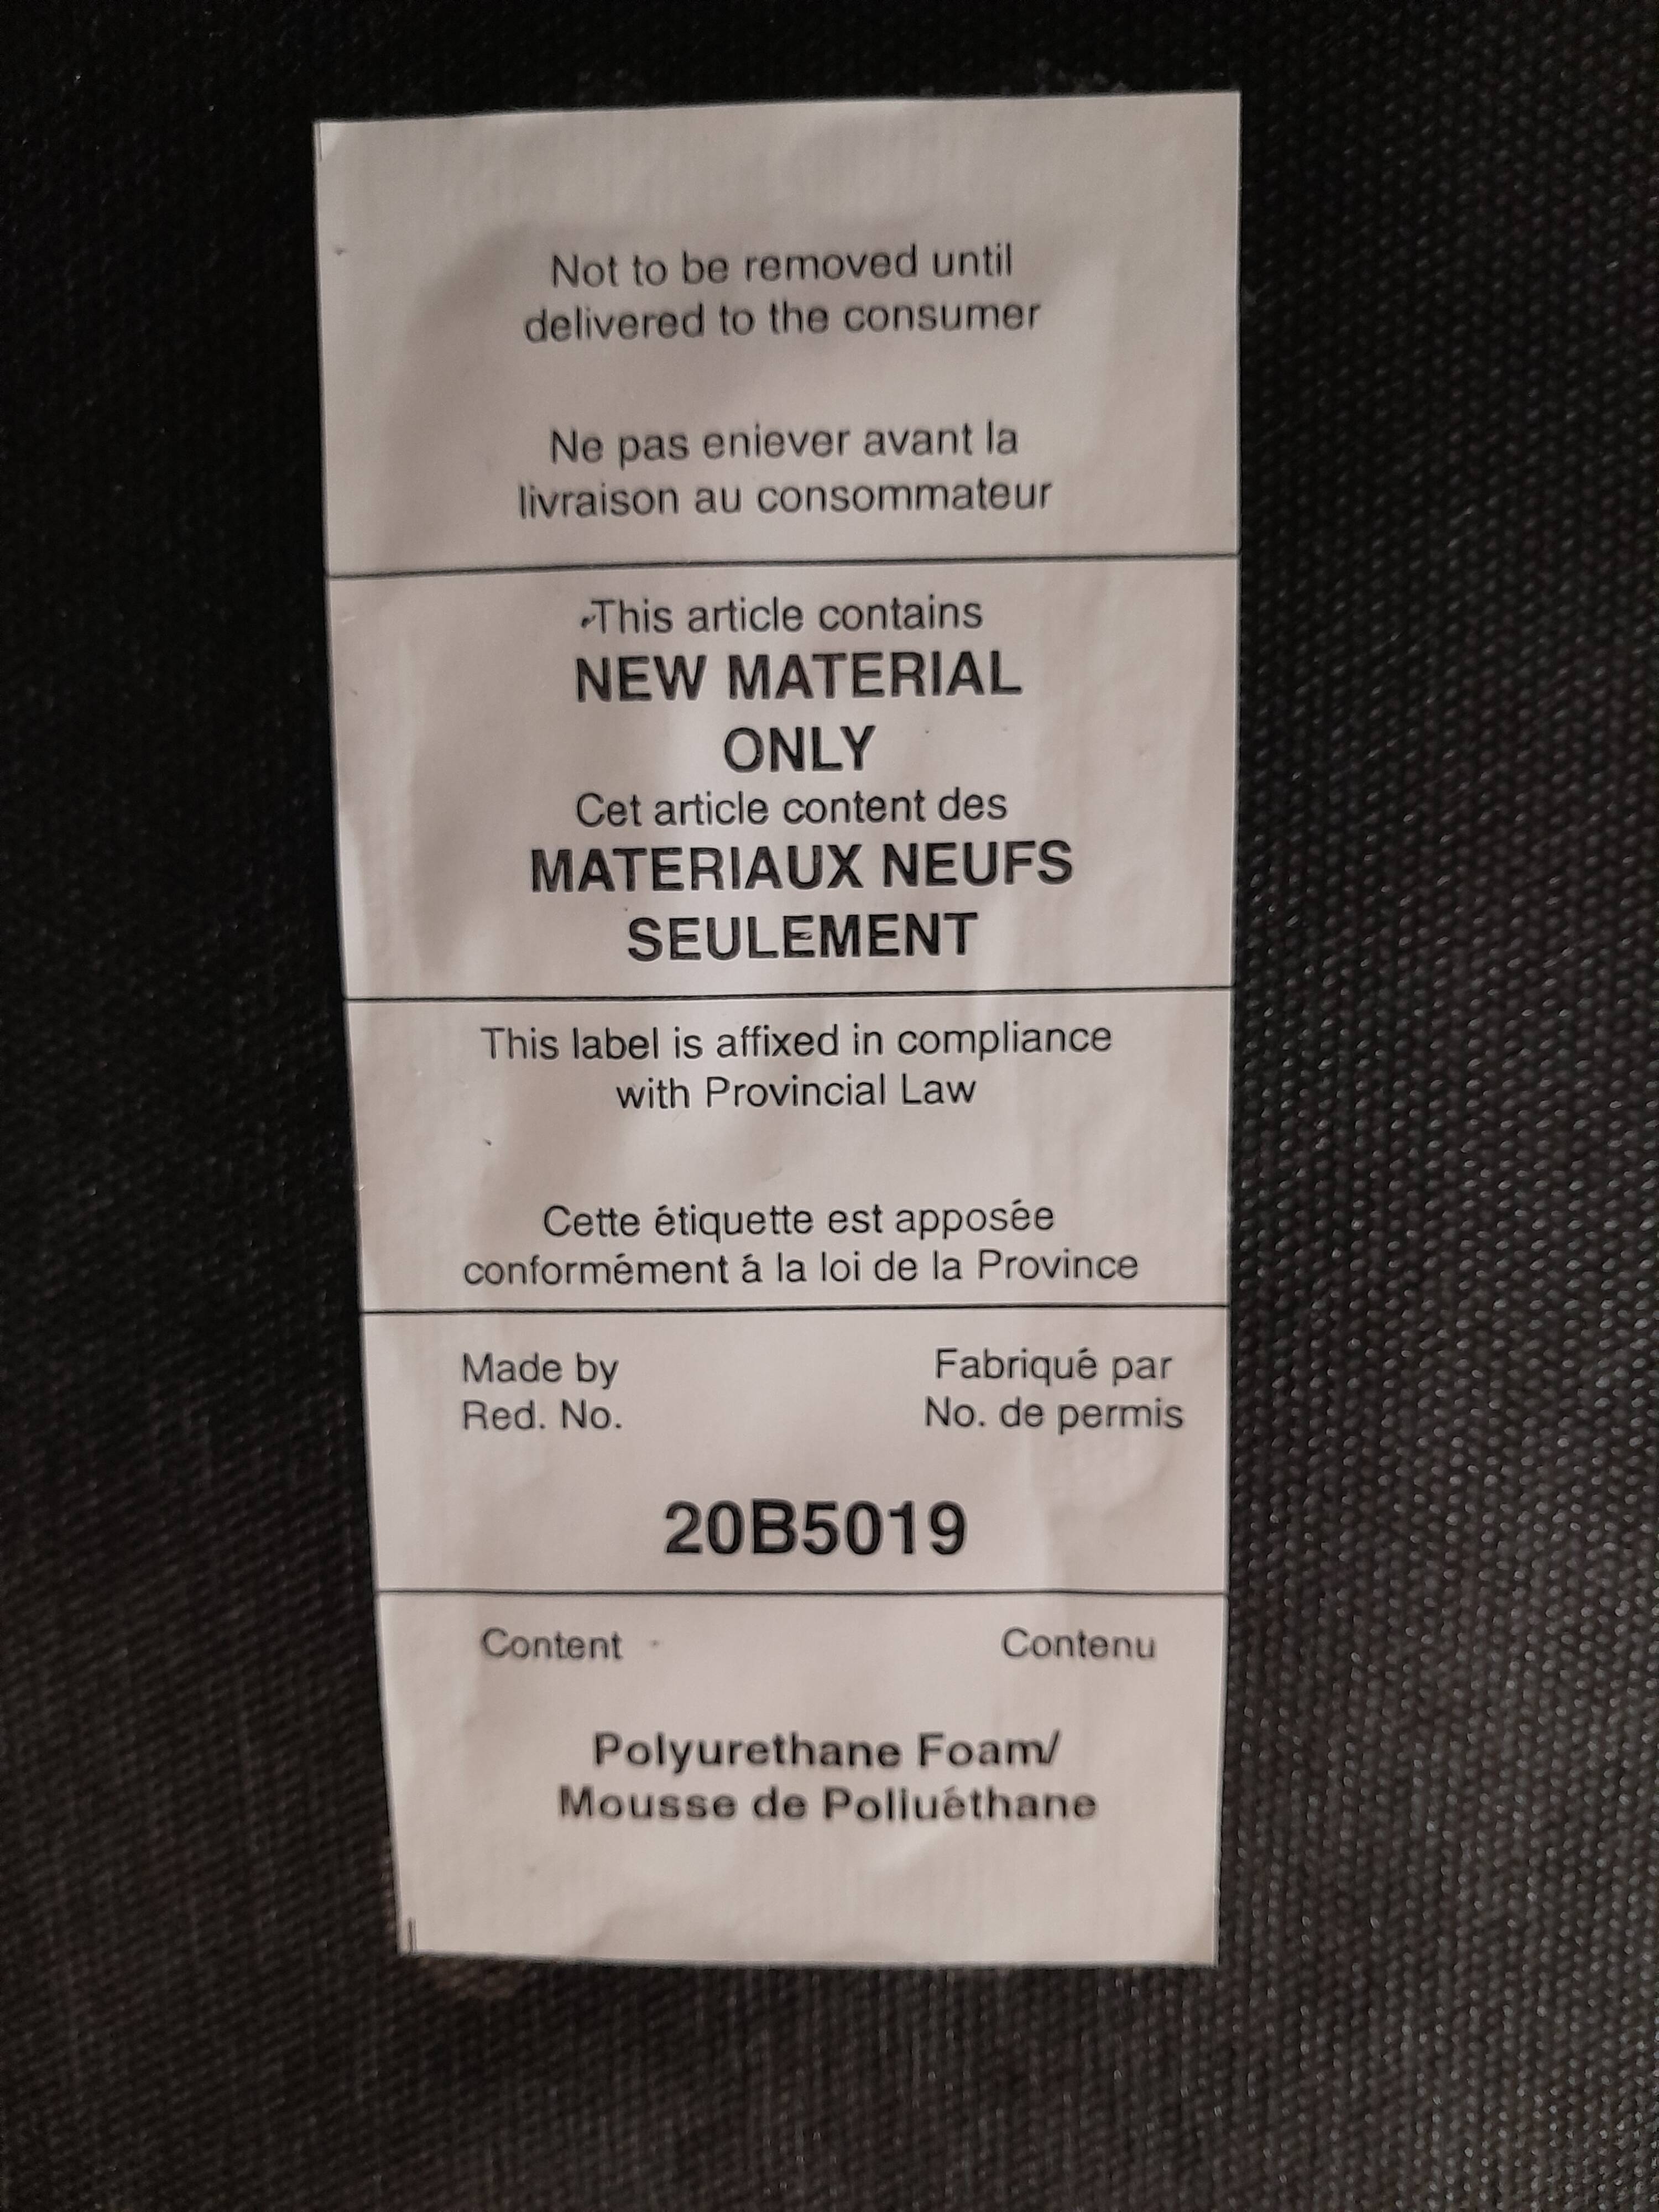 Not to be removed until
delivered to the consumer
Ne pas eniever avant la
livraison au consommateur
This article contains
NEW MATERIAL
ONLY
Cet article content des
MATERIAUX NEUFS
SEULEMENT
This label is affixed in compliance
with Provincial Law
Cette étiquette est apposée
conformément á la loi de la Province
Made by Fabriqué par
Red. No. No. de permis
20B5019
Content Contenu
Polyurethane Foam/
Mousse de Poliuéthane